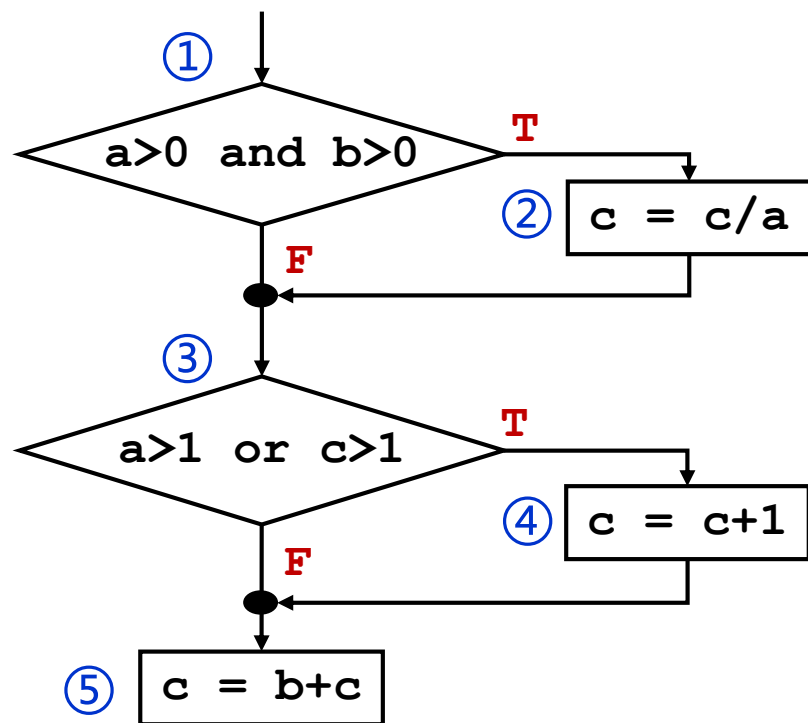 ①
a>0 and b>0
T
② c = c/a
F
③
a>1 or c>1
T
④ c = c+1
F
⑤ c = b+c